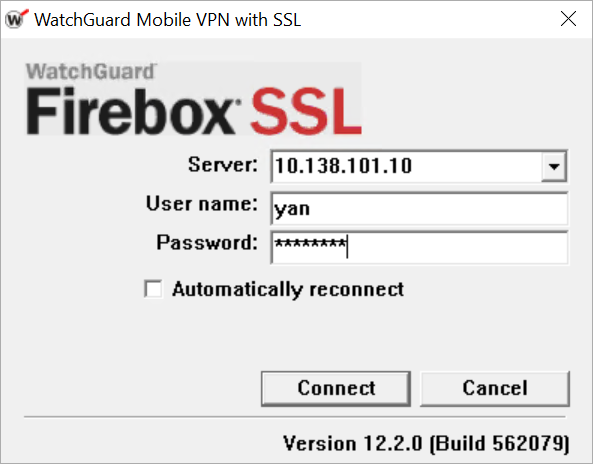 WatchGuard Mobile VPN with SSL
WatchGuard
Firebox SSL
Server: 10.138.101.10
User name: yan
Password: ********
Automatically reconnect
Connect Cancel
Version 12.2.0 (Build 562079)